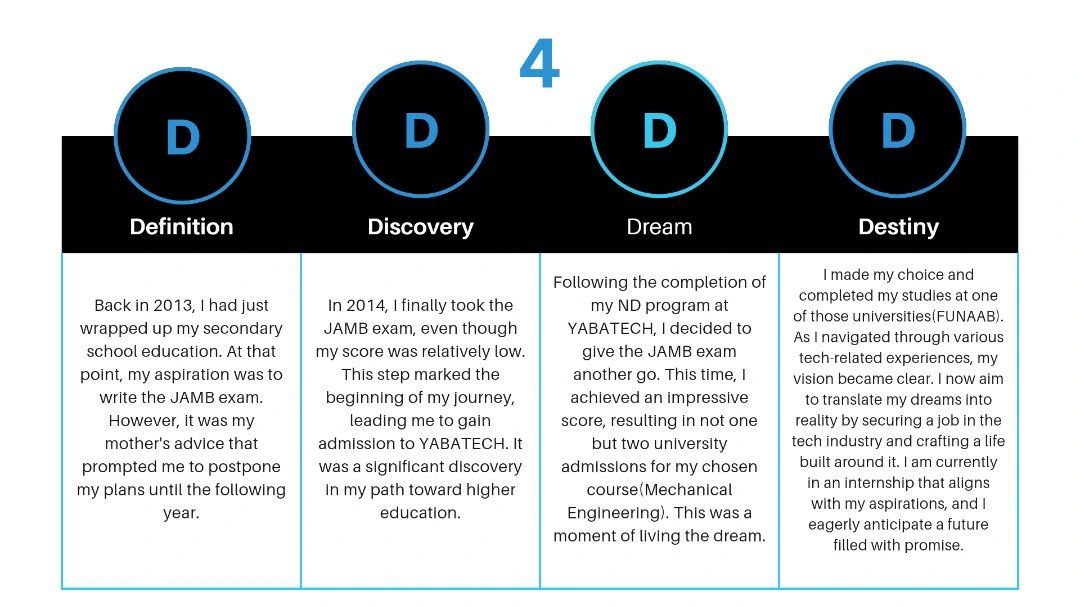 4
D
D
D
D
Definition
Discovery
Dream
Destiny
Back in 2013, I had just
wrapped up my secondary
school education. At that
point, my aspiration was to
write the JAMB exam.
However, it was my
mother's advice that
prompted me to postpone
my plans until the following
year.
In 2014, I finally took the
JAMB exam, even though
my score was relatively low.
This step marked the
beginning of my journey,
leading me to gain
admission to YABATECH. It
was a significant discovery
in my path toward higher
education.
Following the completion of
my ND program at
YABATECH, I decided to
give the JAMB exam
another go. This time, I
achieved an impressive
score, resulting in not one
but two university
admissions for my chosen
course(Mechanical
Engineering). This was a
moment of living the dream.
I made my choice and
completed my studies at one
of those universities(FUNAAB).
As I navigated through various
tech-related experiences, my
vision became clear. I now aim
to translate my dreams into
reality by securing a job in the
tech industry and crafting a life
built around it. I am currently
in an internship that aligns
with my aspirations, and I
eagerly anticipate a future
filled with promise.